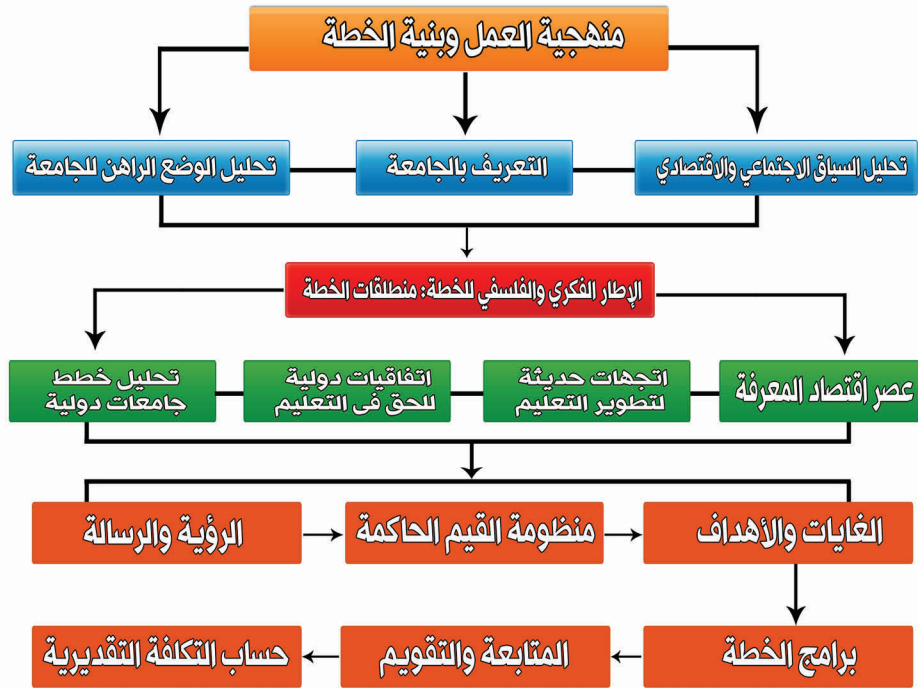 منهجية العمل وبنية الخطة
تحليل السياق الاجتماعي والاقتصادي
التعريف بالجامعة
تحليل الوضع الراهن للجامعة
الإطار الفكري والفلسفي للخطة: منطلقات الخطة
عصر اقتصاد المعرفة
اتجهات حديثة
لتطوير التعليم
اتفاقيات دولية
للحق فى التعليم
تحليل خطط
جامعات دولية
الرؤية والرسالة
منظومة القيم الحاكمة
الغايات والأهداف
برامج الخطة
المتابعة والتقويم
حساب التكلفة التقديرية